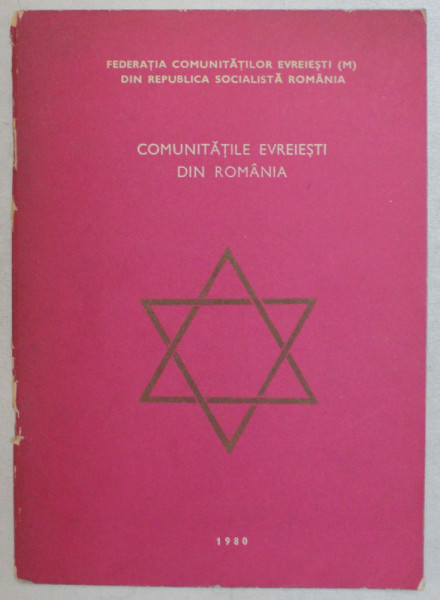 FEDERAȚIA COMUNITĂȚILOR EVREIEȘTI (M)
DIN REPUBLICA SOCIALISTĂ ROMÂNIA
COMUNITĂȚILE EVREIEȘTI
DIN ROMÂNIA
1980